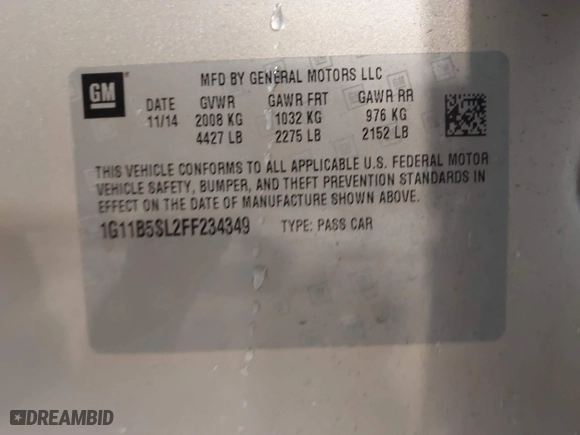 GM
MFD BY GENERAL MOTORS LLC
DATE GVWR GAWR FRT GAWR RR
11/14 2008 KG 1032 KG 976 KG
4427 LB 2275 LB 2152 LB
THIS VEHICLE CONFORMS TO ALL APPLICABLE U.S. FEDERAL MOTOR
VEHICLE SAFETY, BUMPER, AND THEFT PREVENTION STANDARDS IN
EFFECT ON THE DATE OF MANUFACTURE SHOWN ABOVE.
1G11B5SL2FF234349 TYPE: PASS CAR
DREAMBID